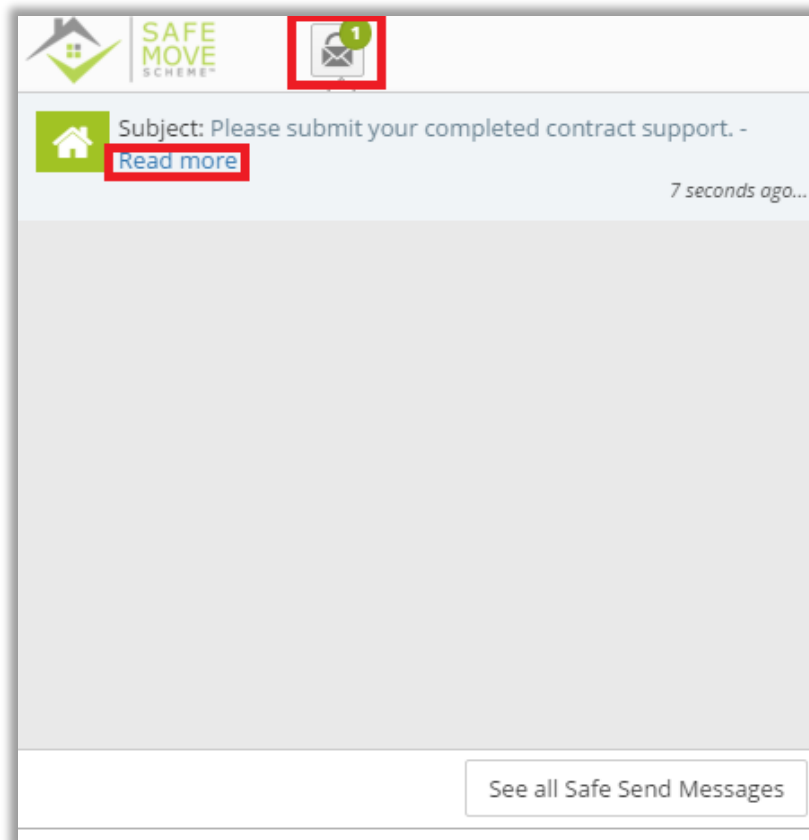 SAFE
MOVE
SCHEME™
1
Subject: Please submit your completed contract support. -
Read more
7 seconds ago...
See all Safe Send Messages